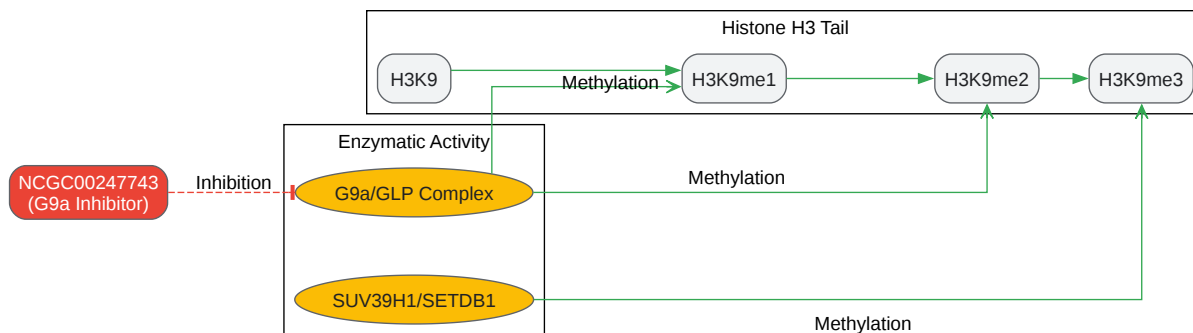 Histone H3 Tail
H3K9
H3K9me1
H3K9me2
H3K9me3
Methylation
Enzymatic Activity
NCGC00247743
(G9a Inhibitor)
Inhibition
G9a/GLP Complex
Methylation
SUV39H1/SETDB1
Methylation